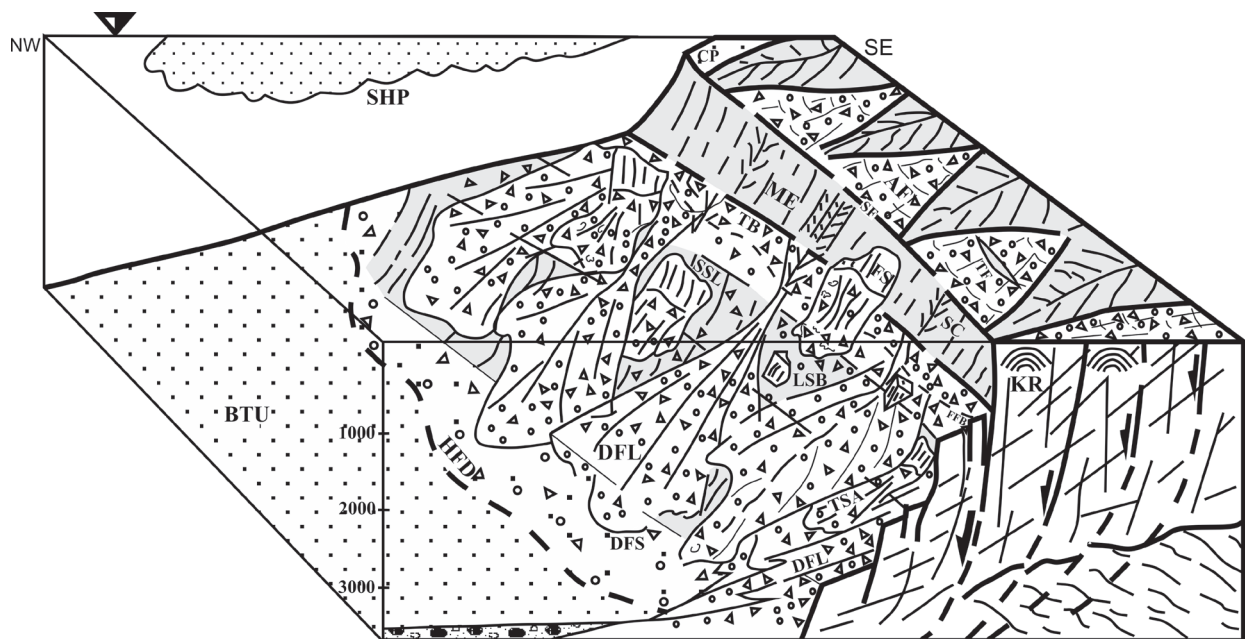 NW
SE
CP
SHP
ME
AF
SF
TB
TF
SSL
FS
SC
KR
LSB
BTU
FFB
1000
HFD
DFL
2000
TSA
DFS
DFL
3000